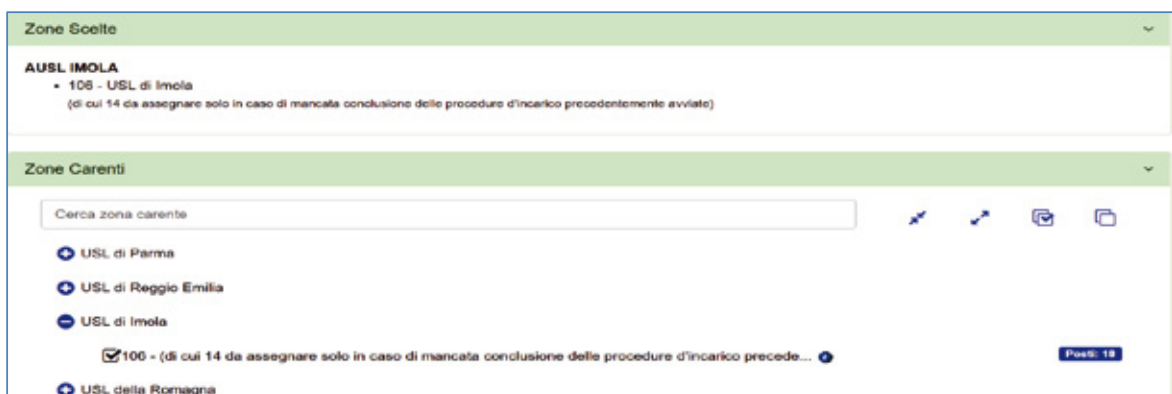 Zone Scelte
AUSL IMOLA
• 106 - USL di Imola
(di cui 14 da assegnare solo in caso di mancata conclusione delle procedure d'incarico precedentemente avviate)
Zone Carenti
Cerca zona carente
USL di Parma
USL di Reggio Emilia
USL di Imola
106 - (di cui 14 da assegnare solo in caso di mancata conclusione delle procedure d'incarico precede...
Posti: 18
USL della Romagna